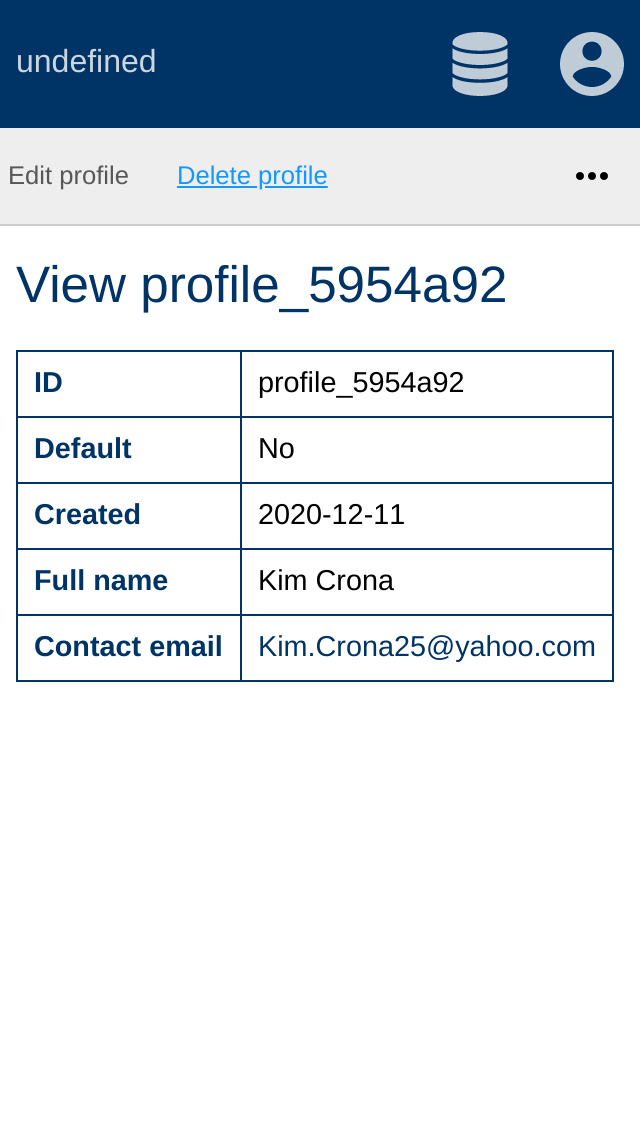 undefined
Edit profile Delete profile
View profile_5954a92
ID profile_5954a92
Default No
Created 2020-12-11
Full name Kim Crona
Contact email Kim.Crona25@yahoo.com